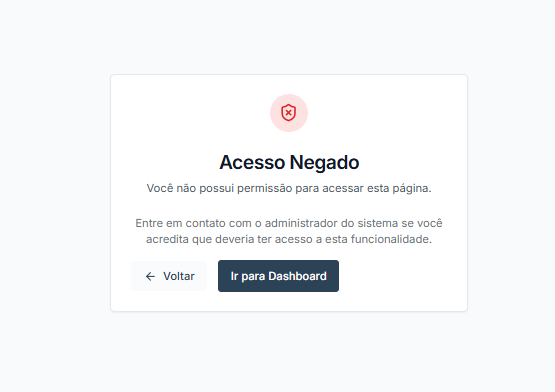 Acesso Negado
Você não possui permissão para acessar esta página.
Entre em contato com o administrador do sistema se você
acredita que deveria ter acesso a esta funcionalidade.
Voltar
Ir para Dashboard